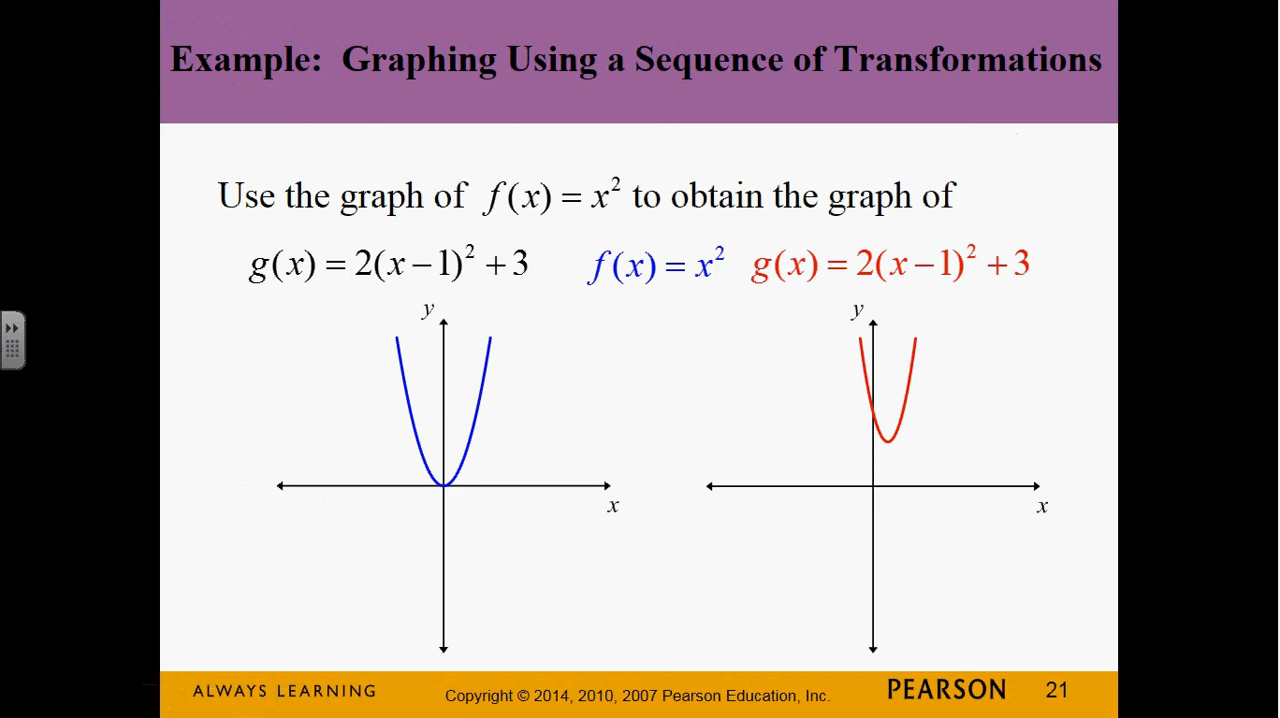 Example: Graphing Using a Sequence of Transformations
Use the graph of f(x) = x² to obtain the graph of
g(x) = 2(x − 1)² + 3 f(x) = x² g(x) = 2(x − 1)² + 3
y y
x x
ALWAYS LEARNING Copyright © 2014, 2010, 2007 Pearson Education, Inc. PEARSON 21